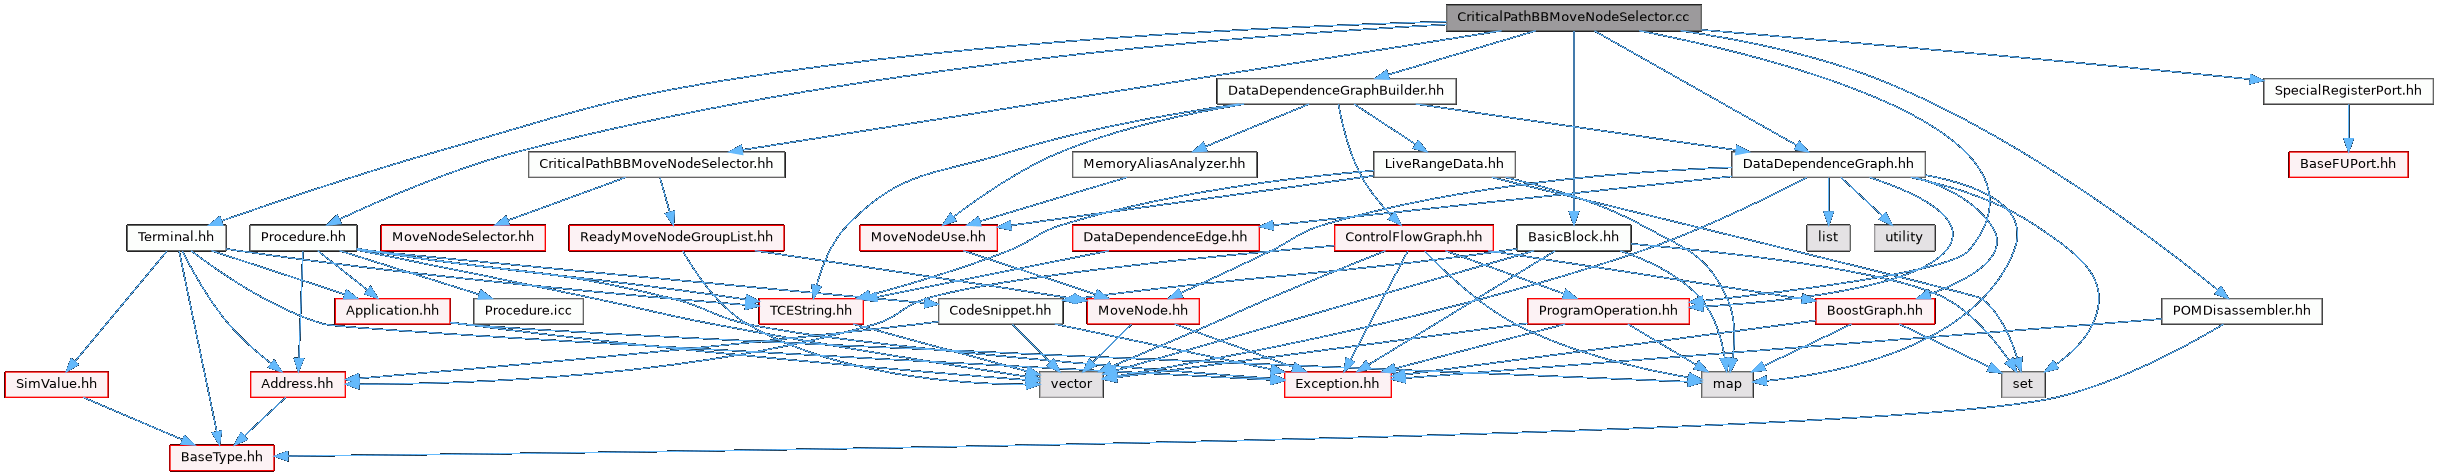 CriticalPathBBMoveNodeSelector.cc
DataDependenceGraphBuilder.hh
SpecialRegisterPort.hh
CriticalPathBBMoveNodeSelector.hh
MemoryAliasAnalyzer.hh
LiveRangeData.hh
DataDependenceGraph.hh
BaseFUPort.hh
Terminal.hh
Procedure.hh
MoveNodeSelector.hh
ReadyMoveNodeGroupList.hh
MoveNodeUse.hh
DataDependenceEdge.hh
ControlFlowGraph.hh
BasicBlock.hh
list
utility
Application.hh
Procedure.icc
TCEString.hh
CodeSnippet.hh
MoveNode.hh
ProgramOperation.hh
BoostGraph.hh
POMDisassembler.hh
SimValue.hh
Address.hh
vector
Exception.hh
map
set
BaseType.hh